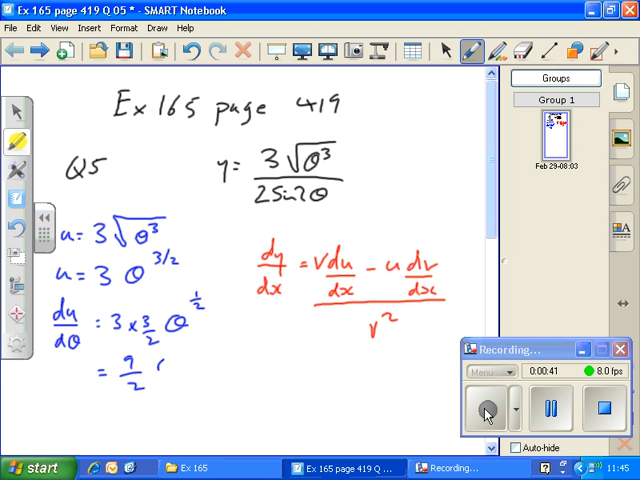 Ex 165 page 419 Q 05 * - SMART Notebook
File Edit View Insert Format Draw Help
Groups
Group 1
Feb 29-08:03
Ex 165 page 419
Q5
y = 3√θ³ / 2Sin2θ
u = 3√θ³
u = 3 θ^3/2
du/dθ = 3 × 3/2 θ^1/2
= 9/2
dy/dx = (v du/dx - u dv/dx) / v²
Recording...
Menu 0:00:41 8.0 fps
Auto-hide
start Ex 165 Ex 165 page 419 Q ... Recording... 11:45